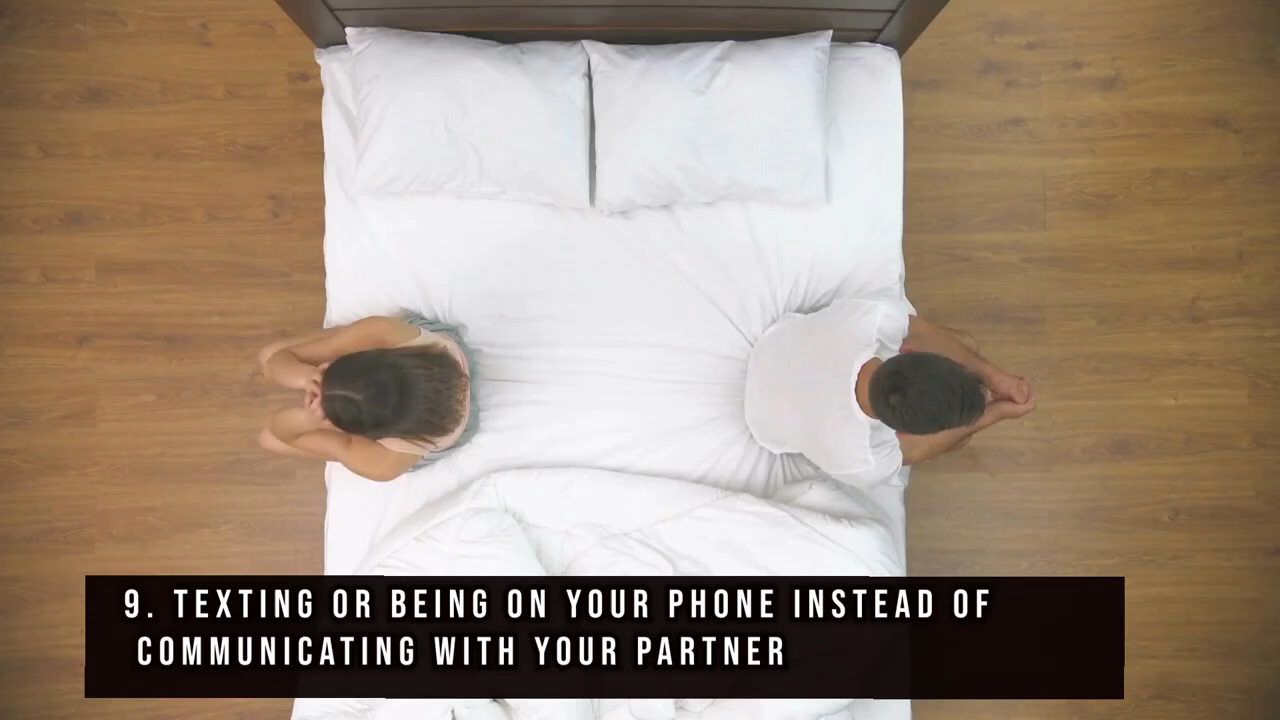 9. TEXTING OR BEING ON YOUR PHONE INSTEAD OF
COMMUNICATING WITH YOUR PARTNER